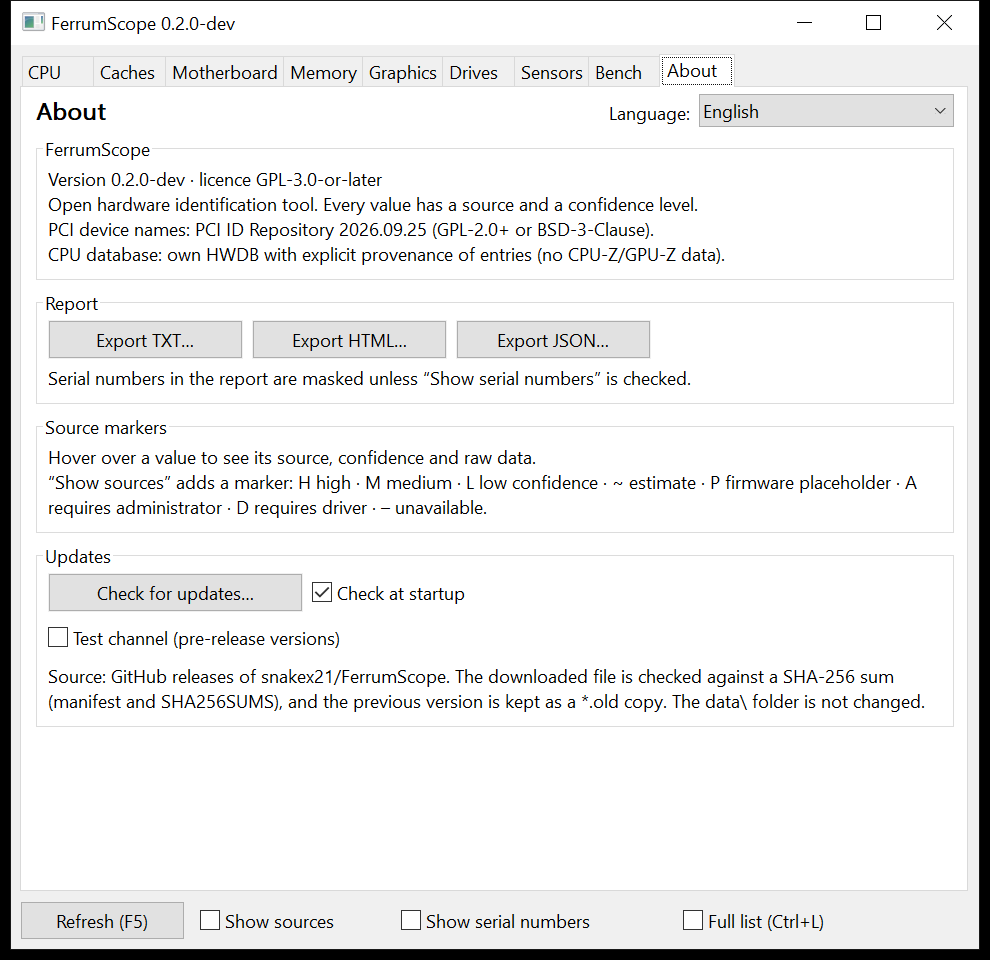 FerrumScope 0.2.0-dev
CPU Caches Motherboard Memory Graphics Drives Sensors Bench About
About
Language: English
FerrumScope
Version 0.2.0-dev · licence GPL-3.0-or-later
Open hardware identification tool. Every value has a source and a confidence level.
PCI device names: PCI ID Repository 2026.09.25 (GPL-2.0+ or BSD-3-Clause).
CPU database: own HWDB with explicit provenance of entries (no CPU-Z/GPU-Z data).
Report
Export TXT... Export HTML... Export JSON...
Serial numbers in the report are masked unless “Show serial numbers” is checked.
Source markers
Hover over a value to see its source, confidence and raw data.
“Show sources” adds a marker: H high · M medium · L low confidence · ~ estimate · P firmware placeholder · A
requires administrator · D requires driver · – unavailable.
Updates
Check for updates... Check at startup
Test channel (pre-release versions)
Source: GitHub releases of snakex21/FerrumScope. The downloaded file is checked against a SHA-256 sum
(manifest and SHA256SUMS), and the previous version is kept as a *.old copy. The data\ folder is not changed.
Refresh (F5) Show sources Show serial numbers Full list (Ctrl+L)